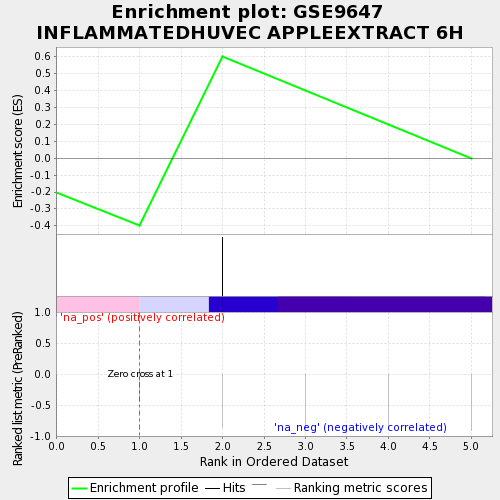 Enrichment plot: GSE9647
INFLAMMATEDHUVEC APPLEEXTRACT 6H
Enrichment score (ES)
0.6
0.5
0.4
0.3
0.2
0.1
0.0
-0.1
-0.2
-0.3
-0.4
Ranked list metric (PreRanked)
1.0
0.5
0.0
-0.5
-1.0
'na_pos' (positively correlated)
Zero cross at 1
'na_neg' (negatively correlated)
0.0 0.5 1.0 1.5 2.0 2.5 3.0 3.5 4.0 4.5 5.0
Rank in Ordered Dataset
Enrichment profile Hits Ranking metric scores